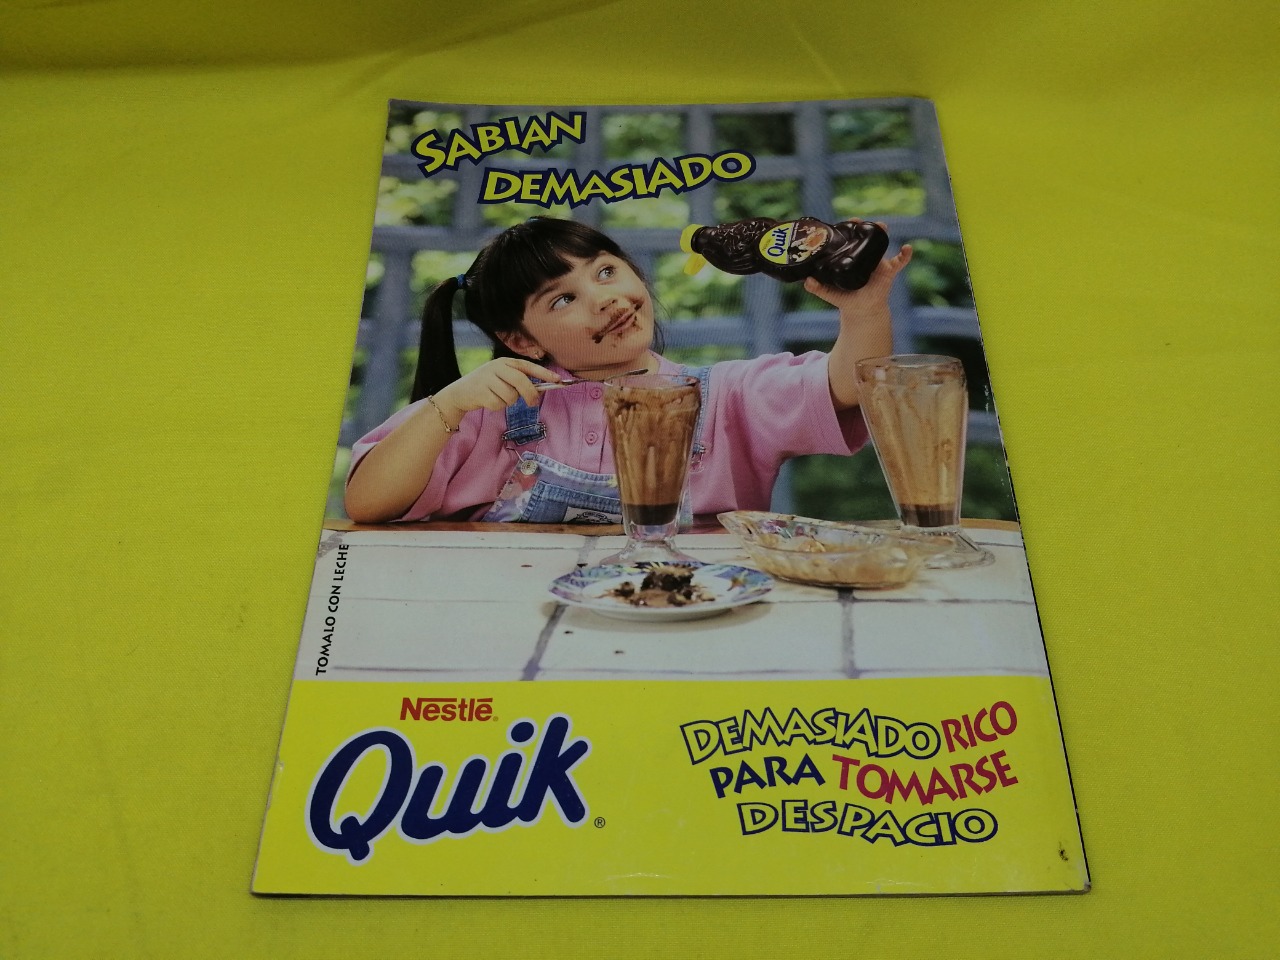 SABIAN
DEMASIADO
Quik
TOMALO CON LECHE
Nestlé®
Quik®
DEMASIADO RICO
PARA TOMARSE
DESPACIO